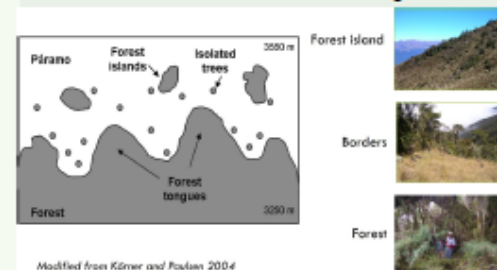 Páramo
Forest
islands
Isolated
trees
3550 m
Forest
tongues
Forest
3250 m
Modified from Körner and Paulsen 2004
Forest island
Borders
Forest